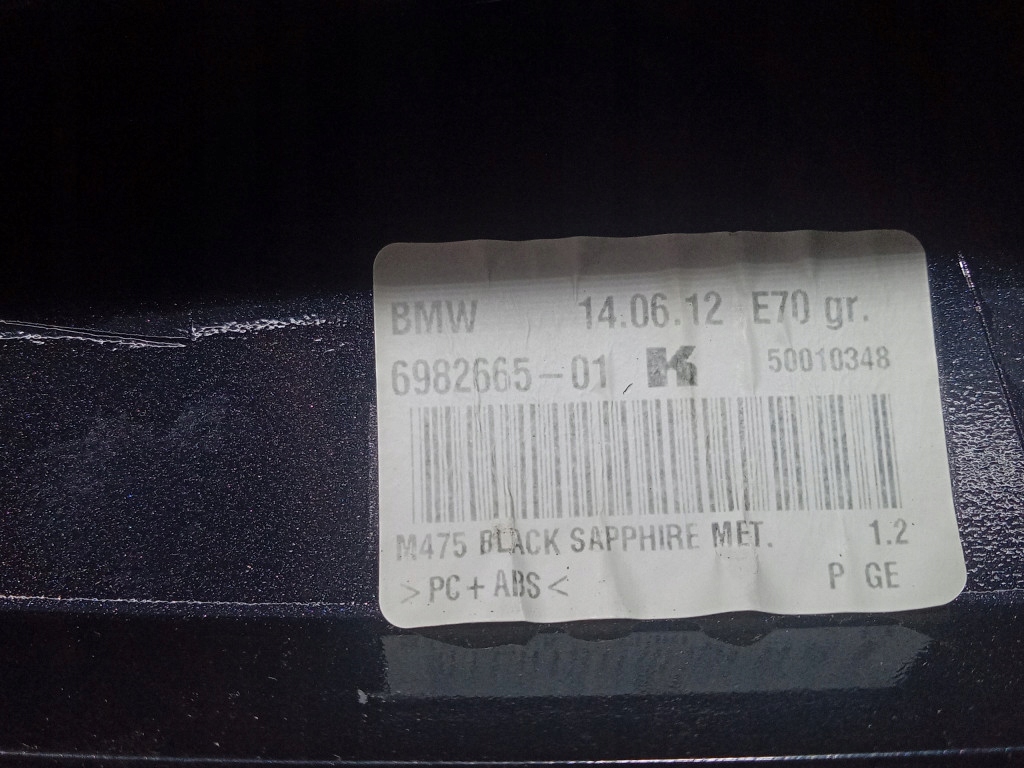 BMW 14.06.12 E70 gr.
6982665-01 K 50010348
M475 BLACK SAPPHIRE MET. 1.2
>PC+ABS< P GE